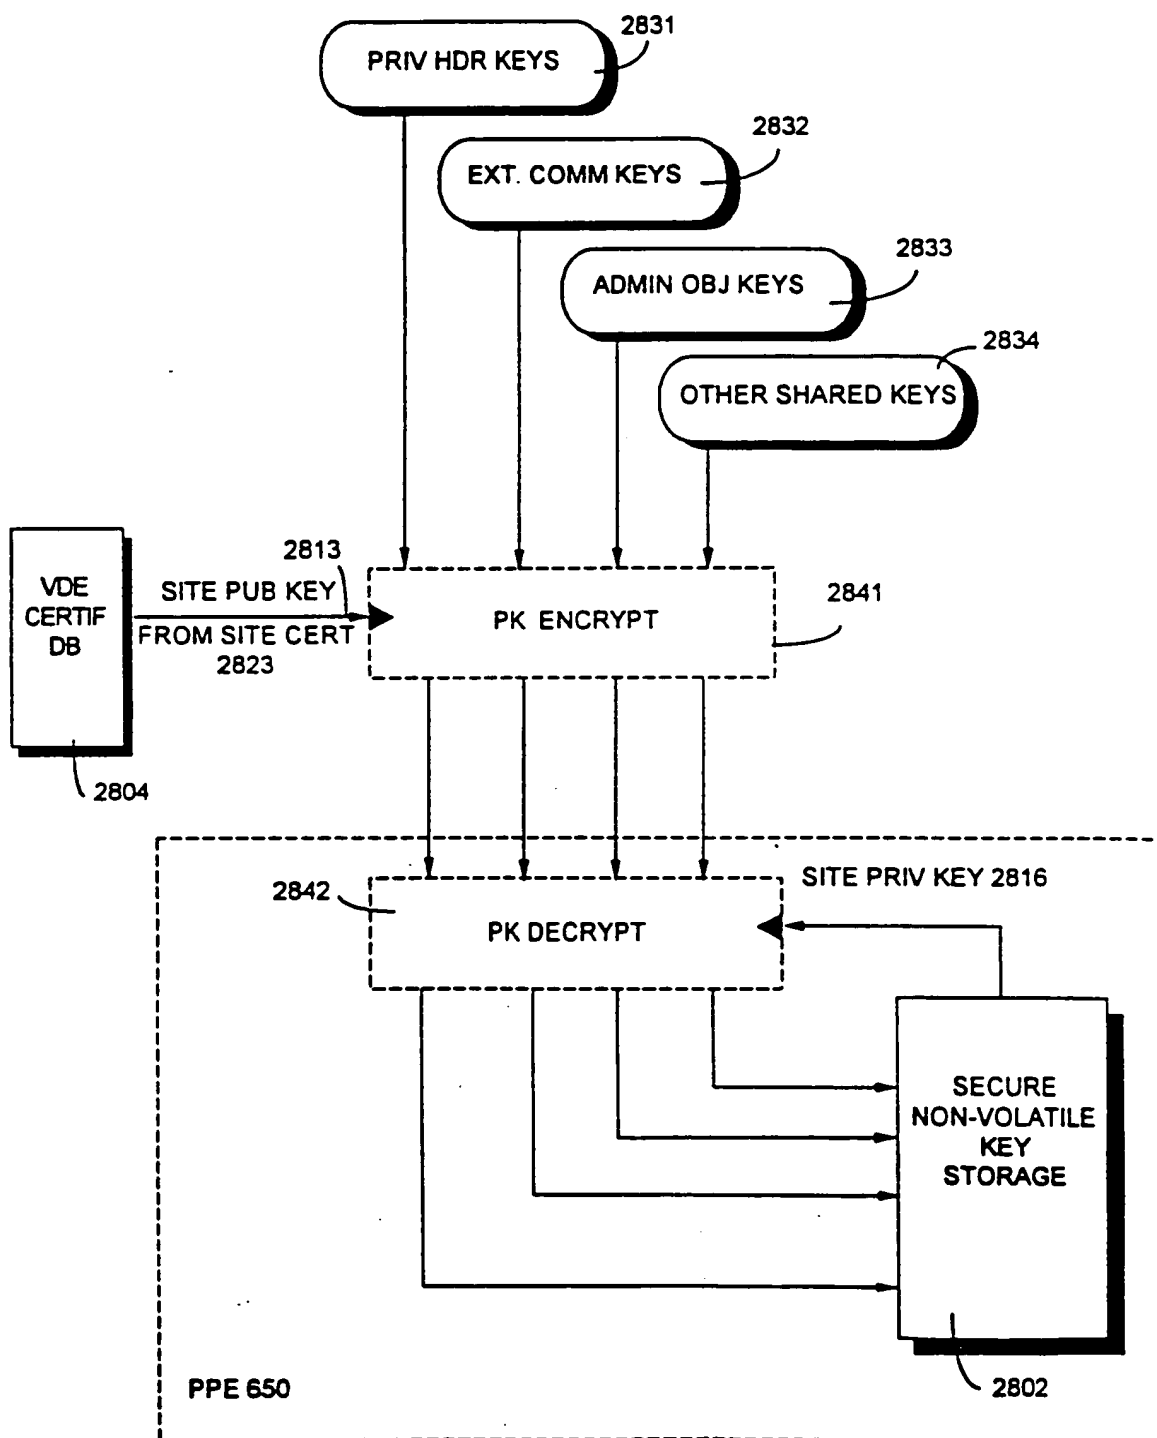 2831
PRIV HDR KEYS
2832
EXT. COMM KEYS
2833
ADMIN OBJ KEYS
2834
OTHER SHARED KEYS
VDE
CERTIF
DB
2813
SITE PUB KEY
FROM SITE CERT
2823
PK ENCRYPT
2841
2804
2842
PK DECRYPT
SITE PRIV KEY 2816
SECURE
NON-VOLATILE
KEY
STORAGE
PPE 650
2802